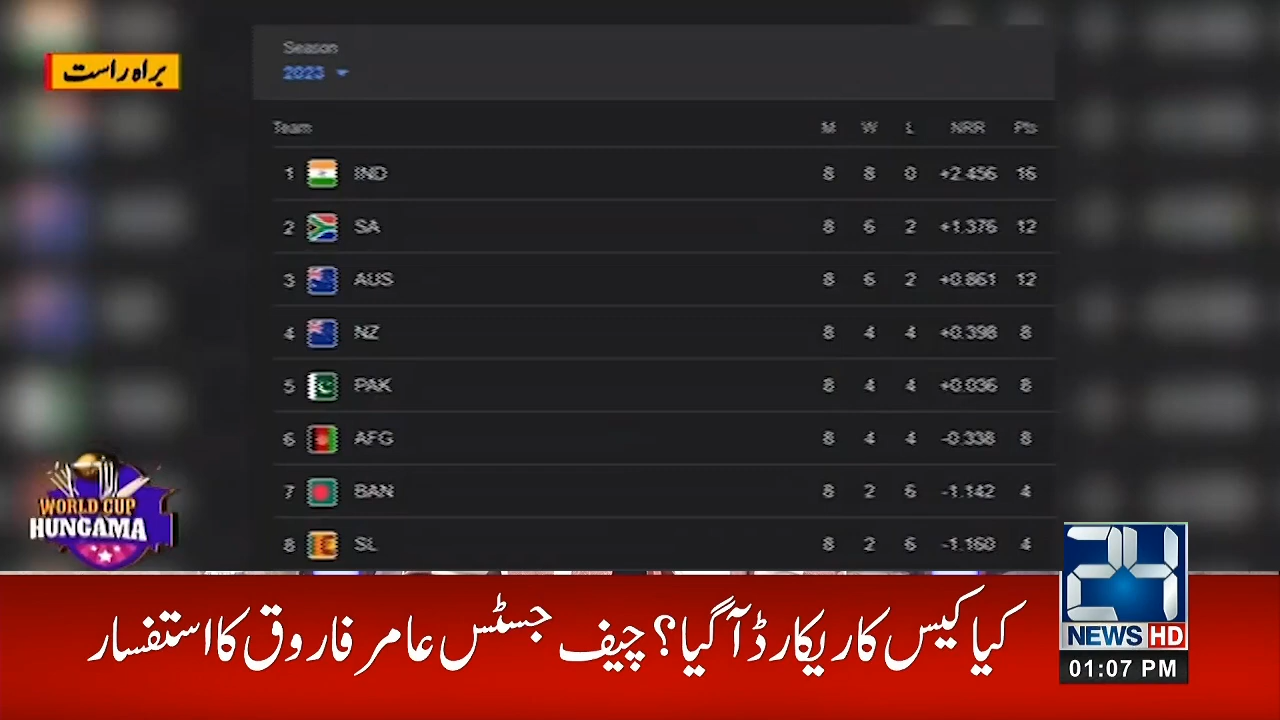 Season
2023
براہ راست
Team M W L NRR Pts
1 IND 8 8 0 +2.456 16
2 SA 8 6 2 +1.376 12
3 AUS 8 6 2 +0.861 12
4 NZ 8 4 4 +0.398 8
5 PAK 8 4 4 +0.036 8
6 AFG 8 4 4 -0.338 8
7 BAN 8 2 6 -1.142 4
8 SL 8 2 6 -1.160 4
WORLD CUP
HUNGAMA
24
NEWS HD
کیا کیس کا ریکارڈ آ گیا؟ چیف جسٹس عامر فاروق کا استفسار
01:07 PM